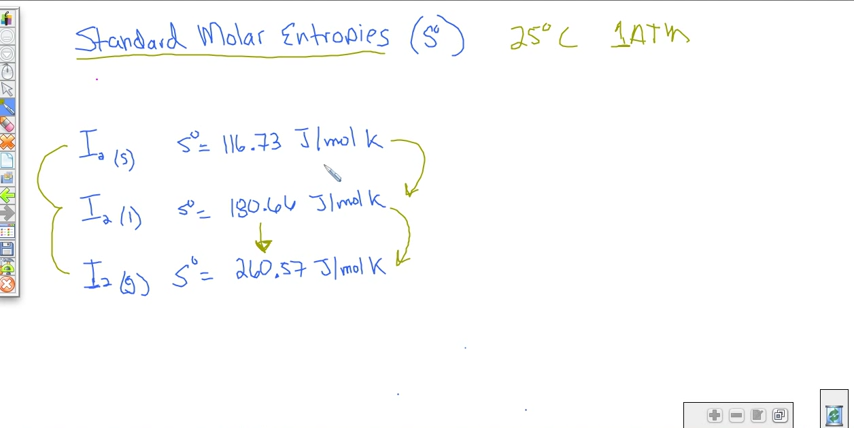 Standard Molar Entropies (S°) 25°C 1ATM
I₂ (s) S° = 116.73 J/mol K
I₂ (l) S° = 180.66 J/mol K
I₂ (g) S° = 260.57 J/mol K